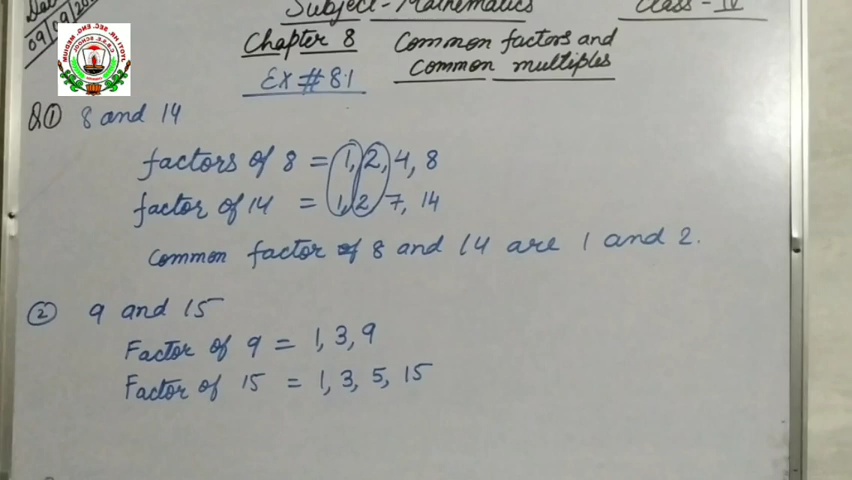 Subject - Mathematics
Class - IV
09/09/20
Chapter 8 Common factors and
Common multiples
EX # 8.1
Q① 8 and 14
factors of 8 = 1, 2, 4, 8
factor of 14 = 1, 2 7, 14
Common factor of 8 and 14 are 1 and 2.
② 9 and 15
Factor of 9 = 1, 3, 9
Factor of 15 = 1, 3, 5, 15